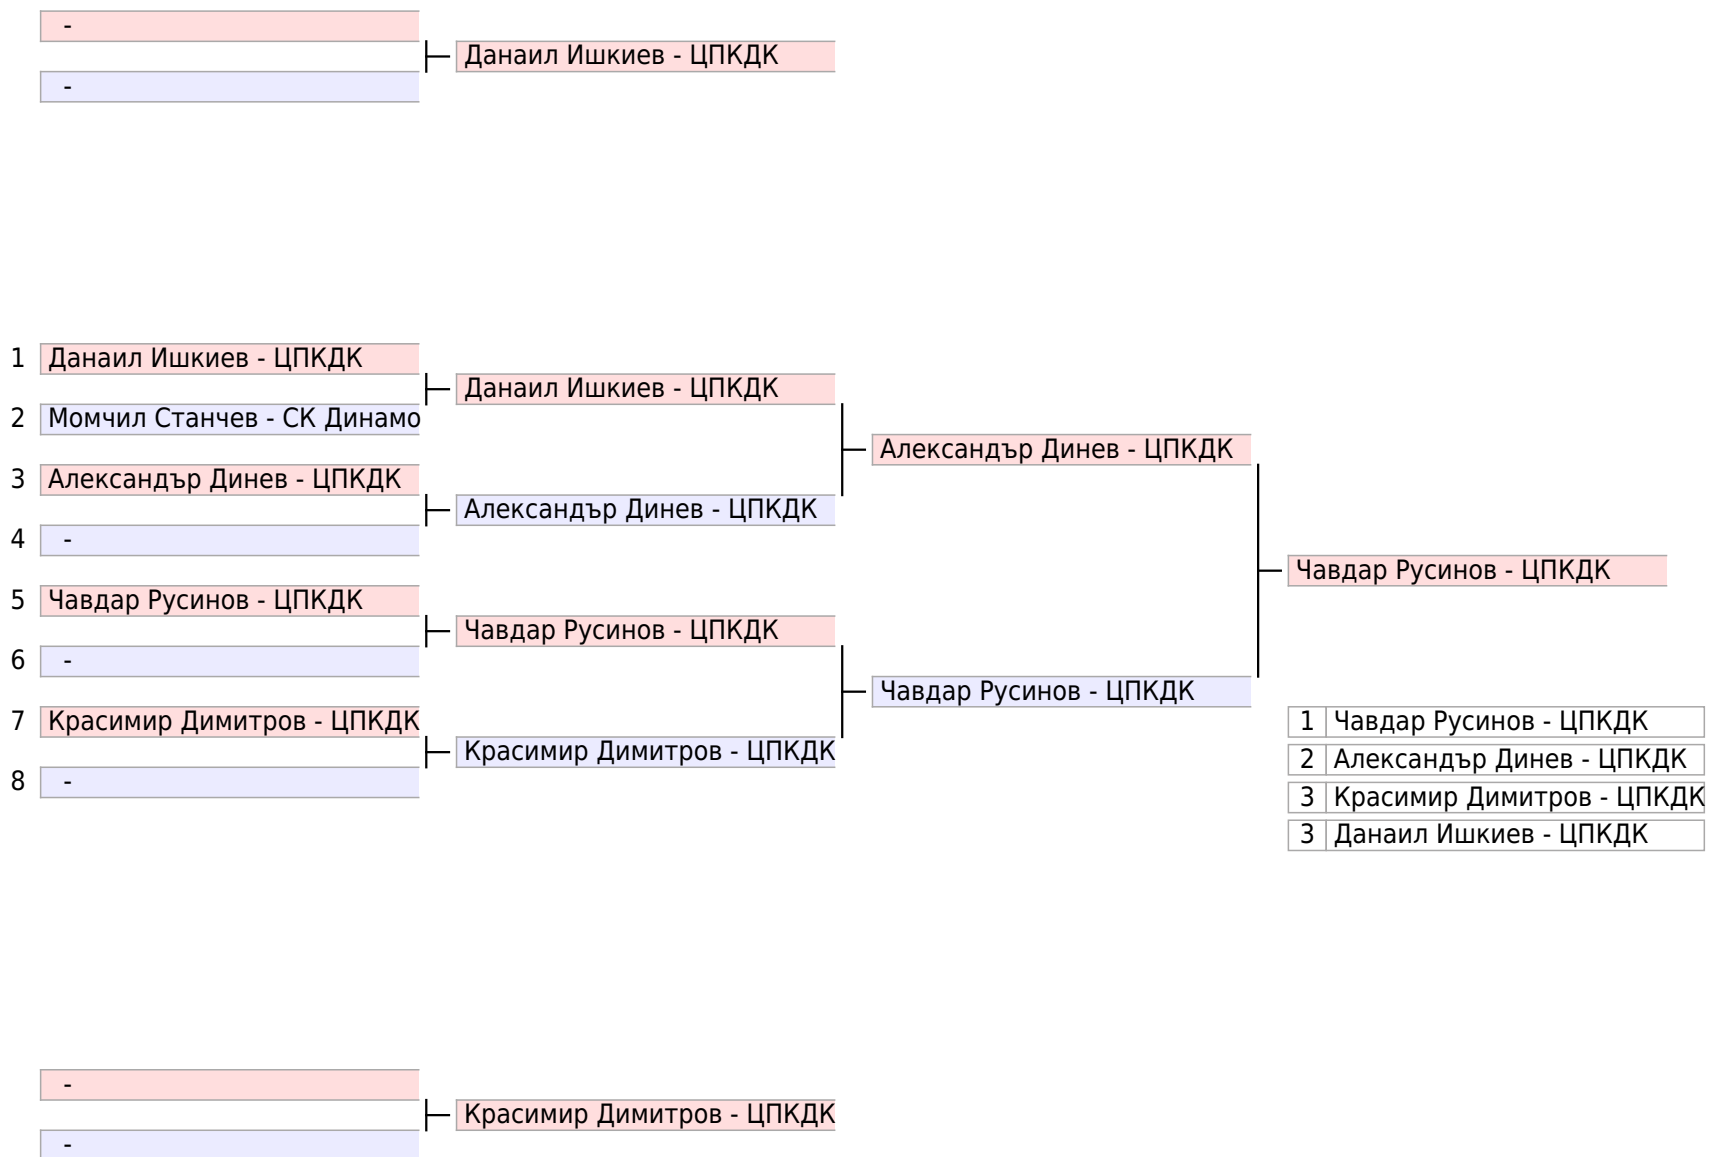 -
Данаил Ишкиев - ЦПКДК
-
1 Данаил Ишкиев - ЦПКДК
Данаил Ишкиев - ЦПКДК
2 Момчил Станчев - СК Динамо
Александър Динев - ЦПКДК
3 Александър Динев - ЦПКДК
Александър Динев - ЦПКДК
4 -
Чавдар Русинов - ЦПКДК
5 Чавдар Русинов - ЦПКДК
Чавдар Русинов - ЦПКДК
6 -
Чавдар Русинов - ЦПКДК
7 Красимир Димитров - ЦПКДК
Красимир Димитров - ЦПКДК
8 -
1 Чавдар Русинов - ЦПКДК
2 Александър Динев - ЦПКДК
3 Красимир Димитров - ЦПКДК
3 Данаил Ишкиев - ЦПКДК
-
Красимир Димитров - ЦПКДК
-